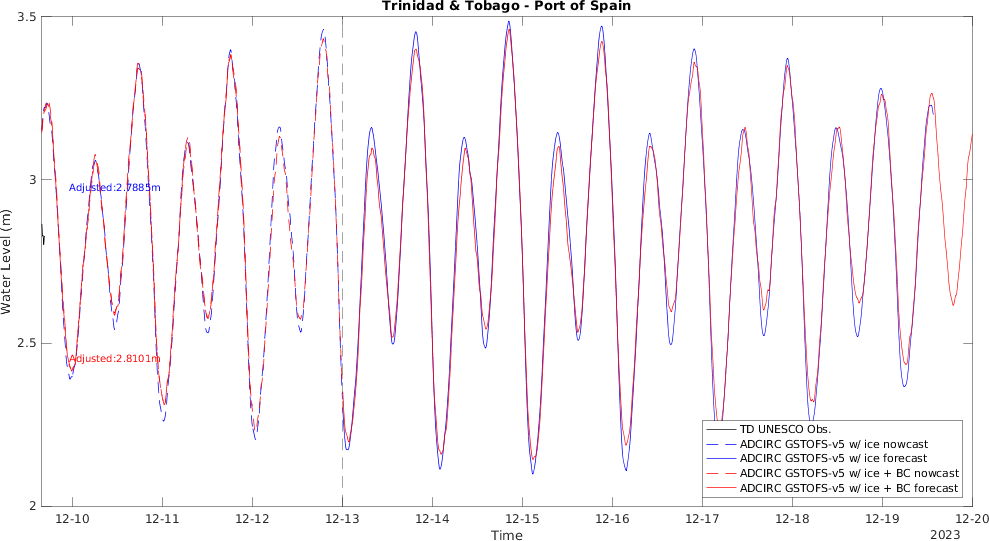 Trinidad & Tobago - Port of Spain
3.5
3
2.5
2
Water Level (m)
Adjusted:2.7885m
Adjusted:2.8101m
TD UNESCO Obs.
ADCIRC GSTOFS-v5 w/ ice nowcast
ADCIRC GSTOFS-v5 w/ ice forecast
ADCIRC GSTOFS-v5 w/ ice + BC nowcast
ADCIRC GSTOFS-v5 w/ ice + BC forecast
12-10 12-11 12-12 12-13 12-14 12-15 12-16 12-17 12-18 12-19 12-20
Time
2023